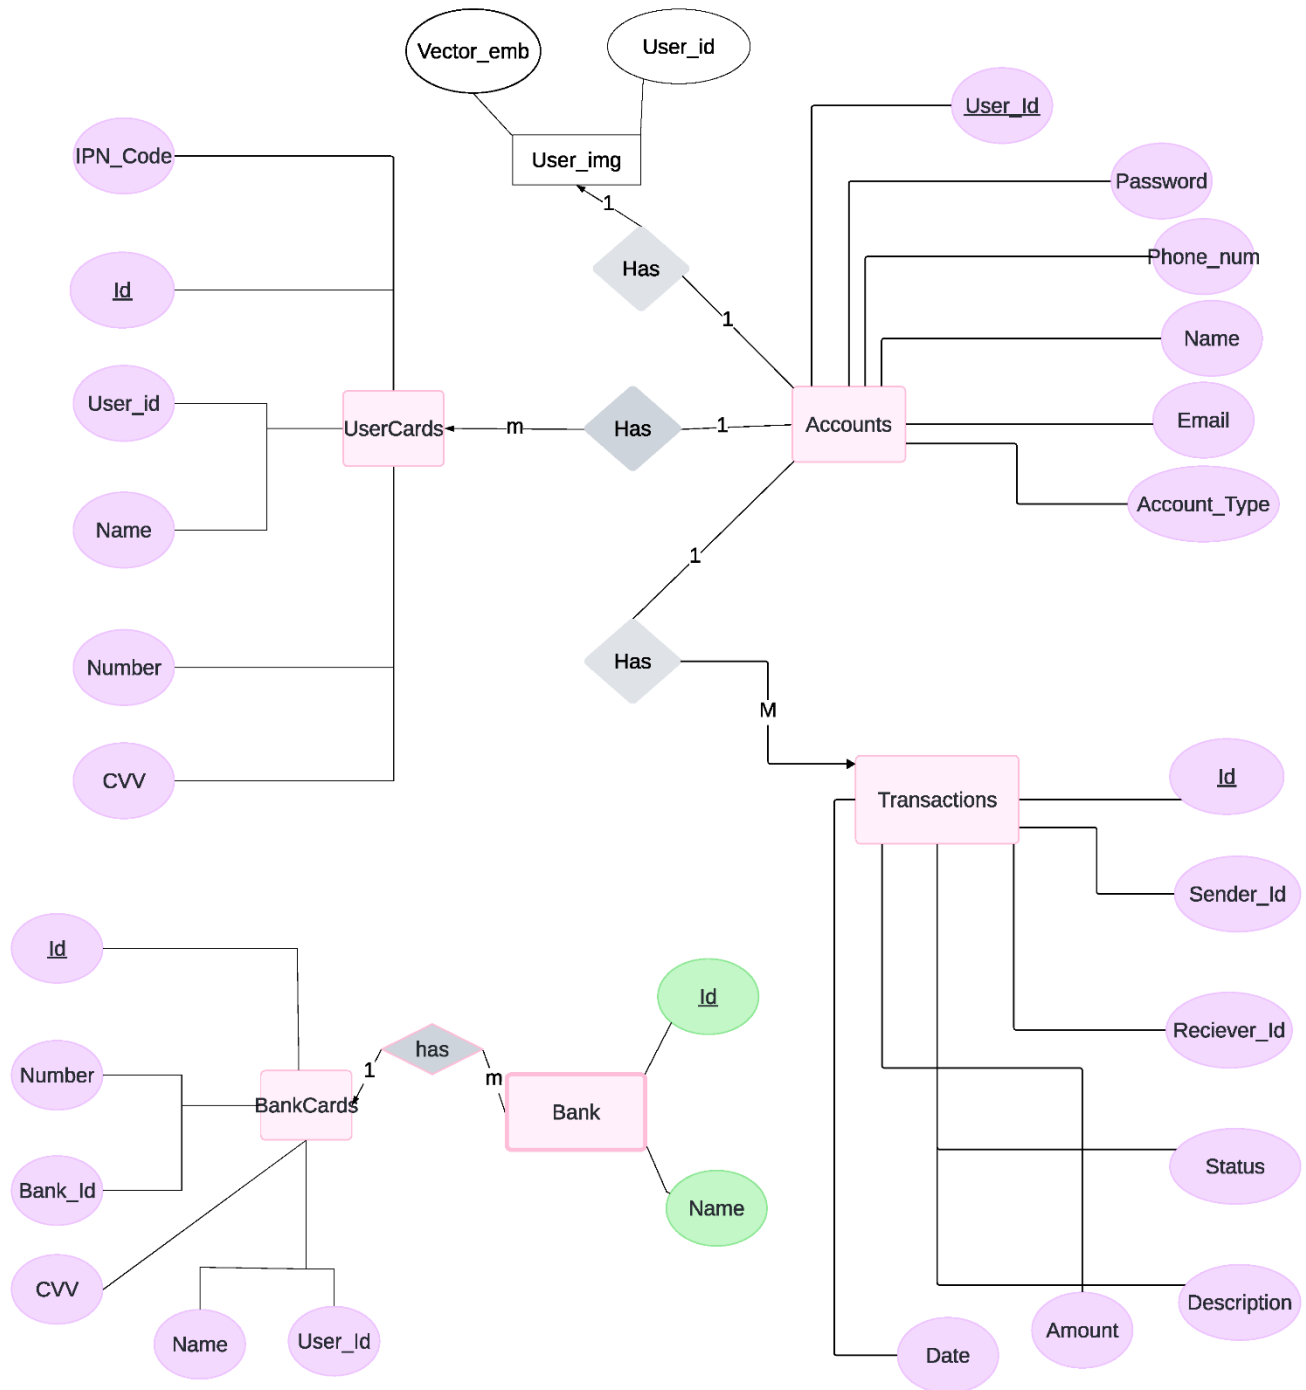 Vector_emb
User_id
User_img
1
Has
1
User_Id
Password
Phone_num
Name
Email
Account_Type
Accounts
IPN_Code
Id
User_id
Name
Number
CVV
UserCards
m
Has
1
1
Has
M
Transactions
Id
Sender_Id
Reciever_Id
Status
Description
Amount
Date
Id
Number
Bank_Id
CVV
Name
User_Id
BankCards
1
has
m
Bank
Id
Name